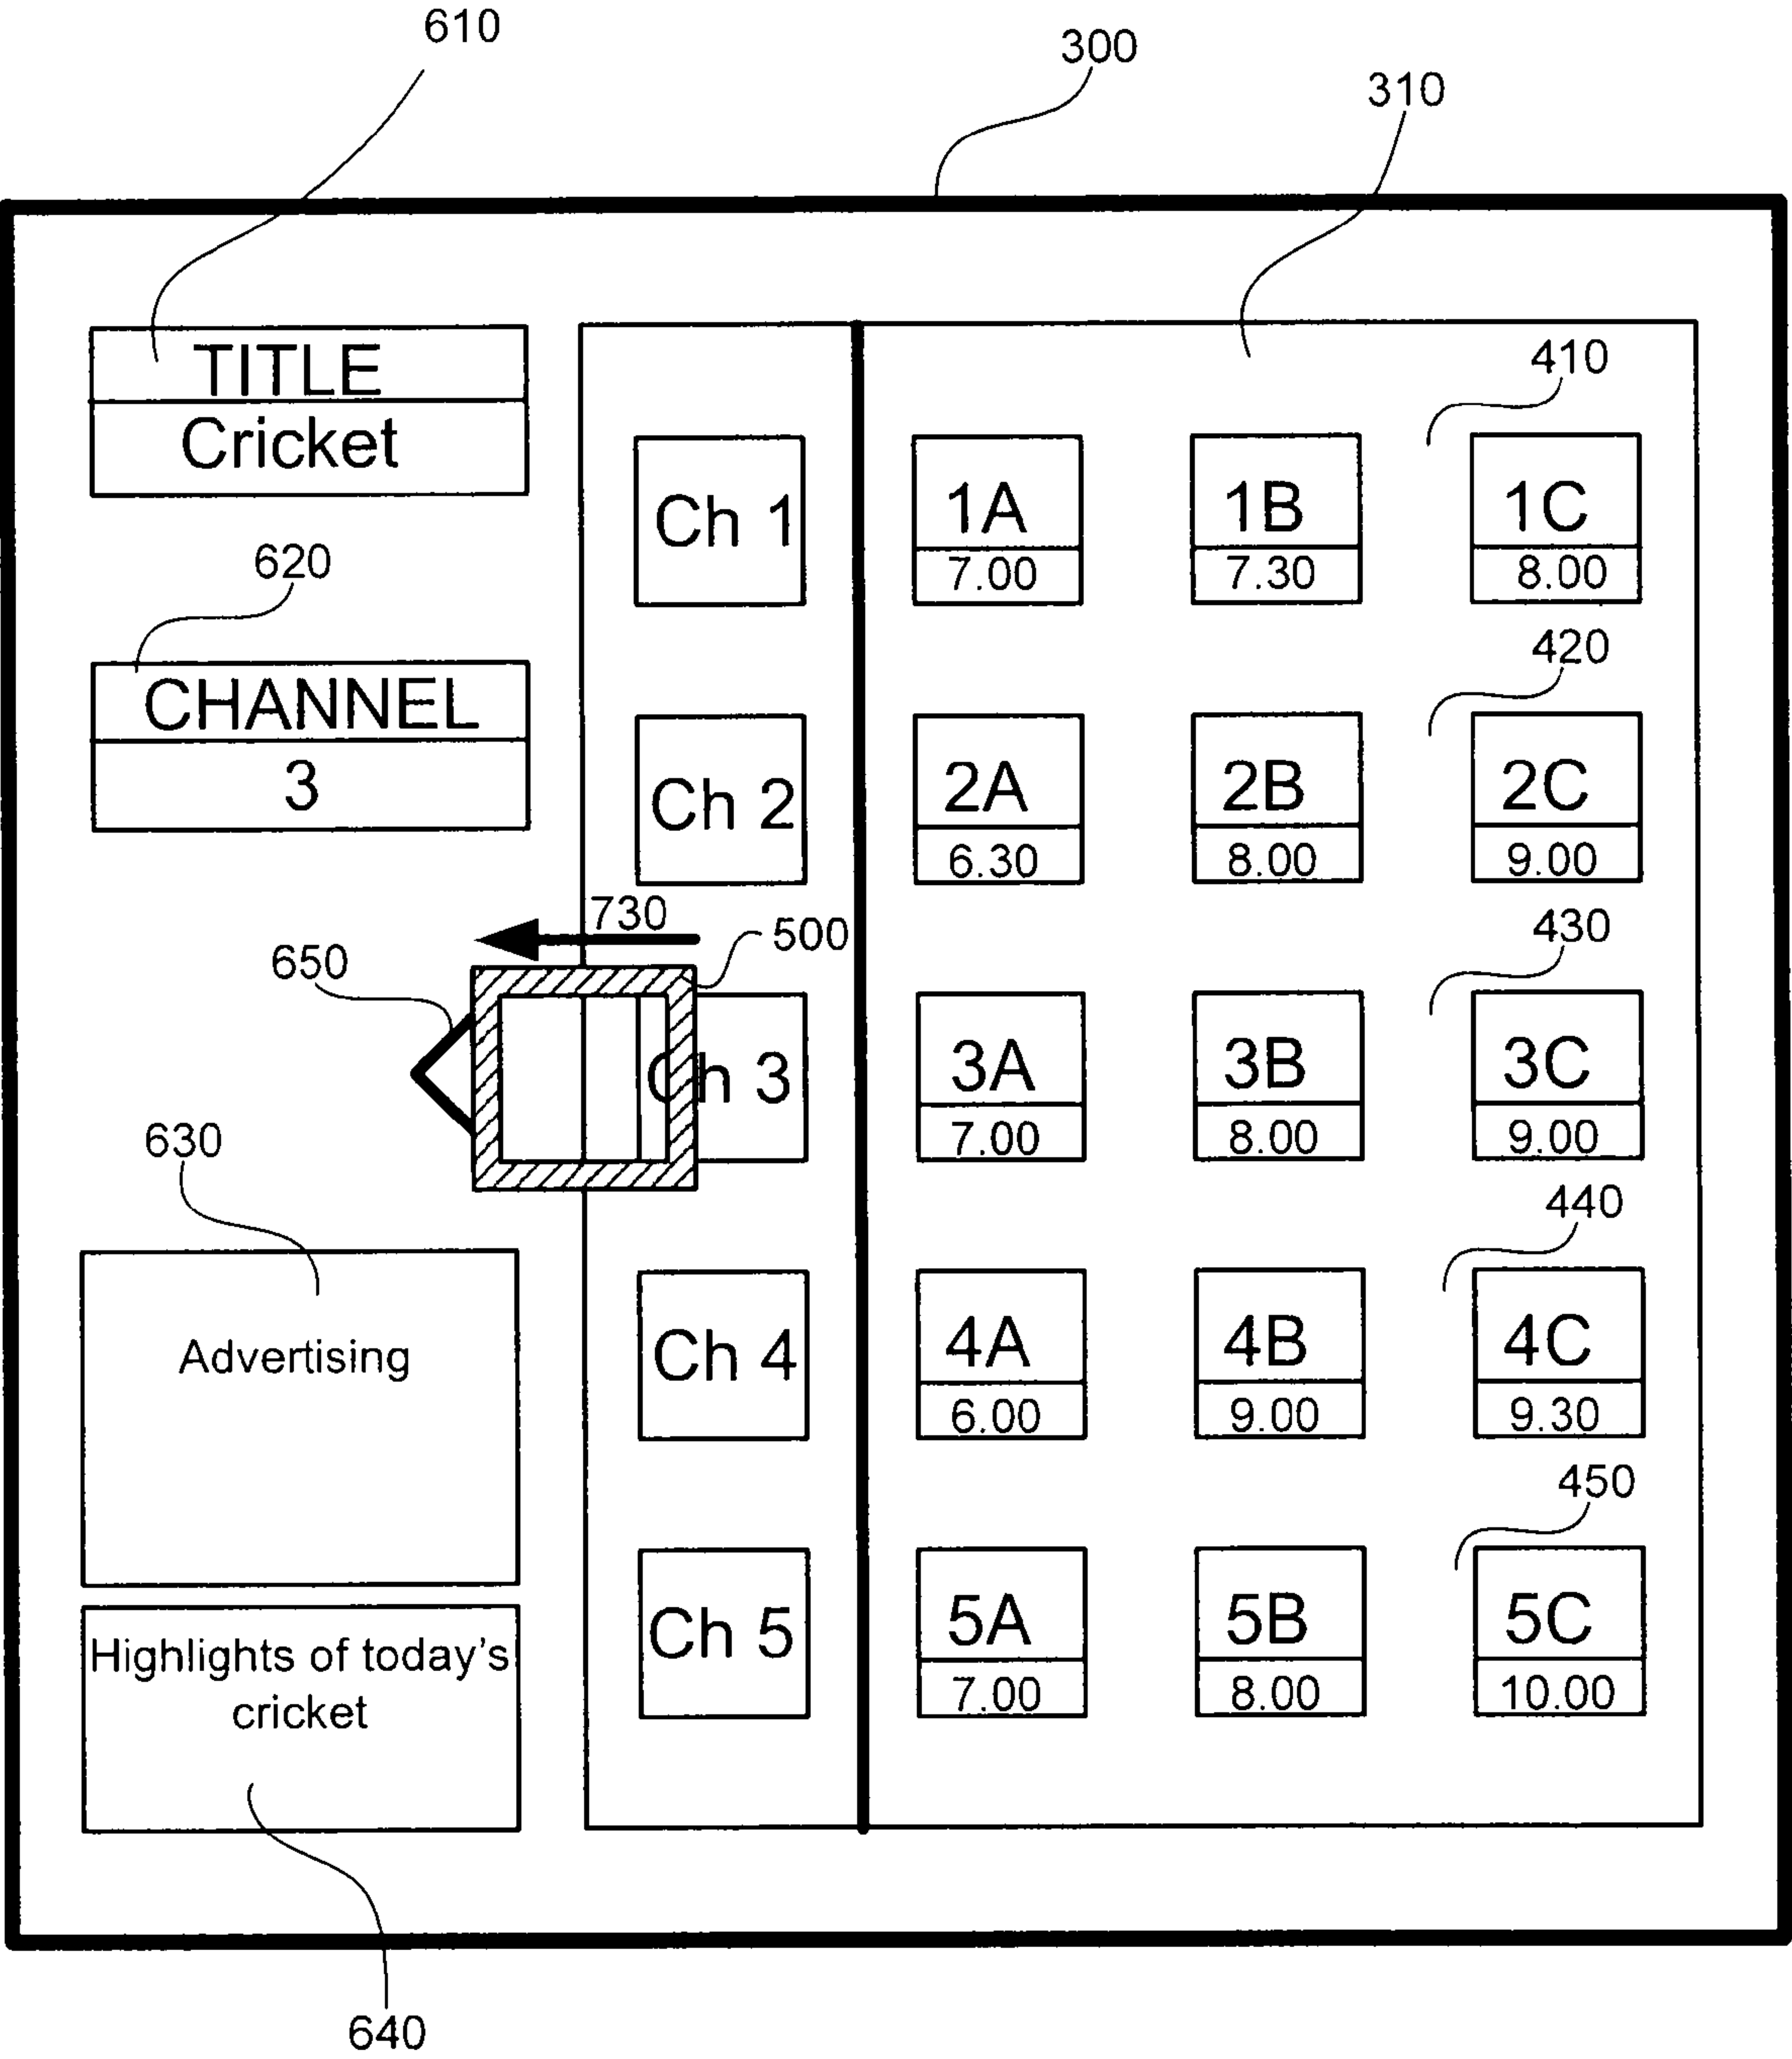 610
300
310
TITLE
Cricket
620
CHANNEL
3
730
500
650
630
Advertising
Highlights of today's
cricket
640
410
Ch 1
1A
7.00
1B
7.30
1C
8.00
420
Ch 2
2A
6.30
2B
8.00
2C
9.00
430
Ch 3
3A
7.00
3B
8.00
3C
9.00
440
Ch 4
4A
6.00
4B
9.00
4C
9.30
450
Ch 5
5A
7.00
5B
8.00
5C
10.00